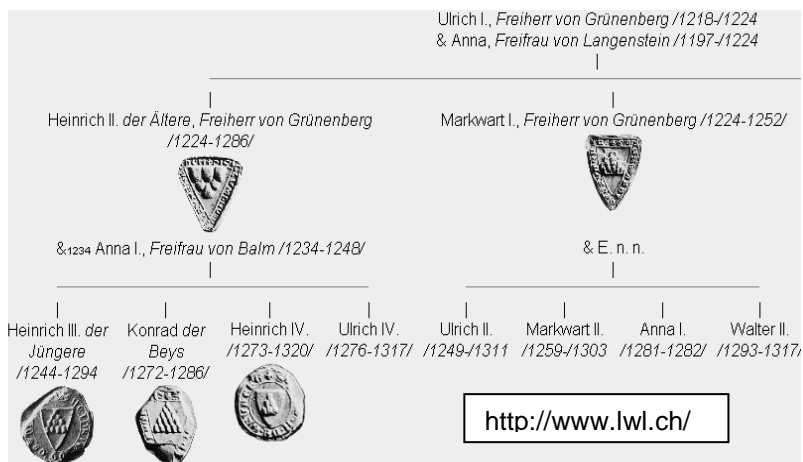 Ulrich I., Freiherr von Grünenberg /1218-/1224
& Anna, Freifrau von Langenstein /1197-/1224
Heinrich II. der Ältere, Freiherr von Grünenberg
/1224-1286/
Markwart I., Freiherr von Grünenberg /1224-1252/
&1234 Anna I., Freifrau von Balm /1234-1248/
& E. n. n.
Heinrich III. der
Jüngere
/1244-1294
Konrad der
Beys
/1272-1286/
Heinrich IV.
/1273-1320/
Ulrich IV.
/1276-1317/
Ulrich II.
/1249-/1311
Markwart II.
/1259-/1303
Anna I.
/1281-1282/
Walter II.
/1293-1317/
http://www.lwl.ch/